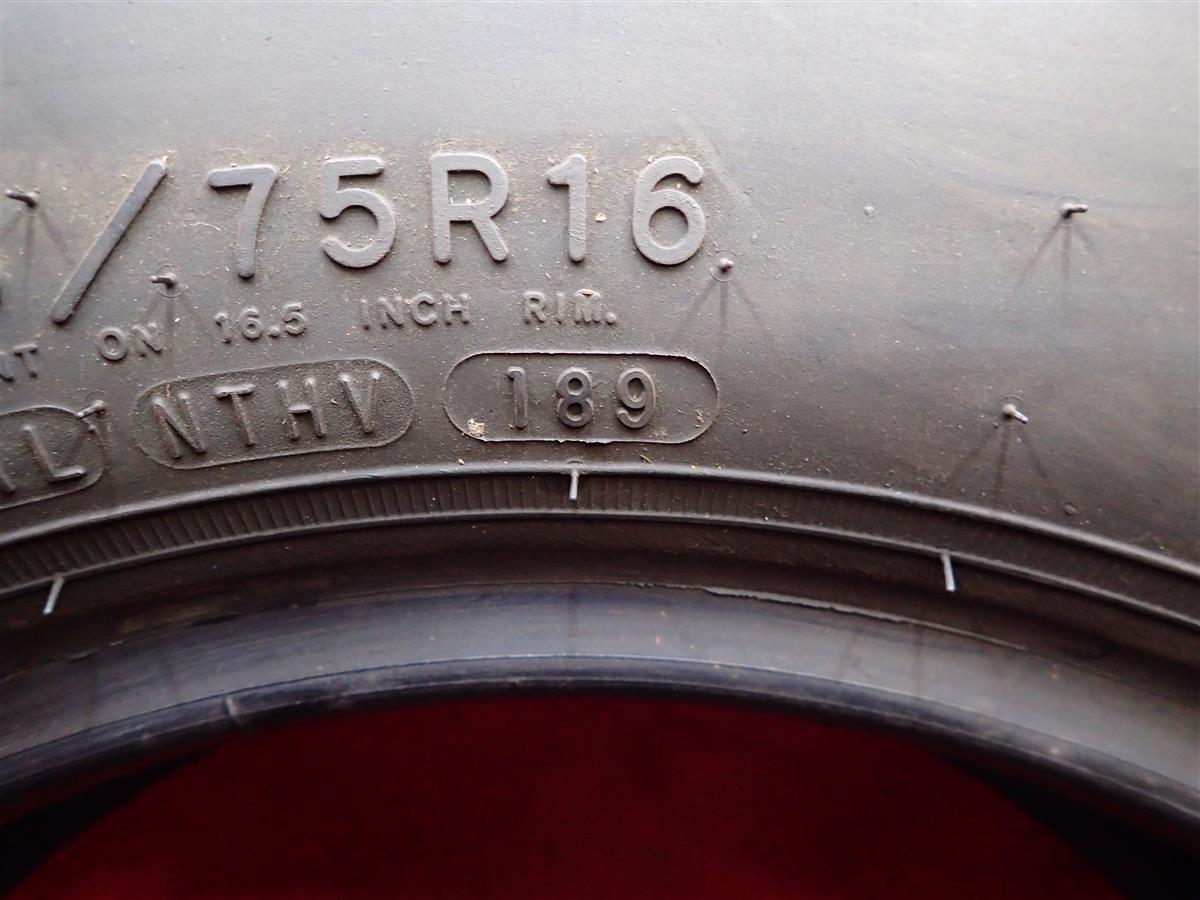 /75R16
ON 16.5 INCH RIM.
NTHV 189